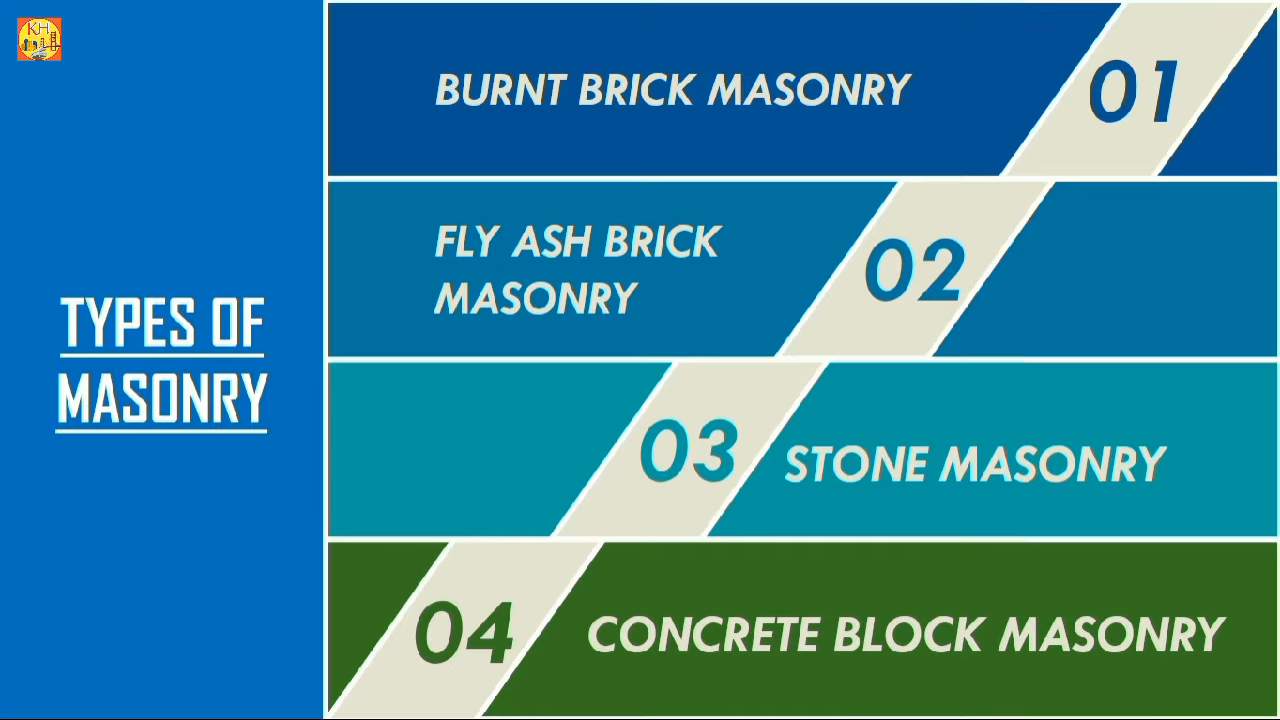 KH
TYPES OF
MASONRY
BURNT BRICK MASONRY
01
FLY ASH BRICK
MASONRY
02
03
STONE MASONRY
04
CONCRETE BLOCK MASONRY